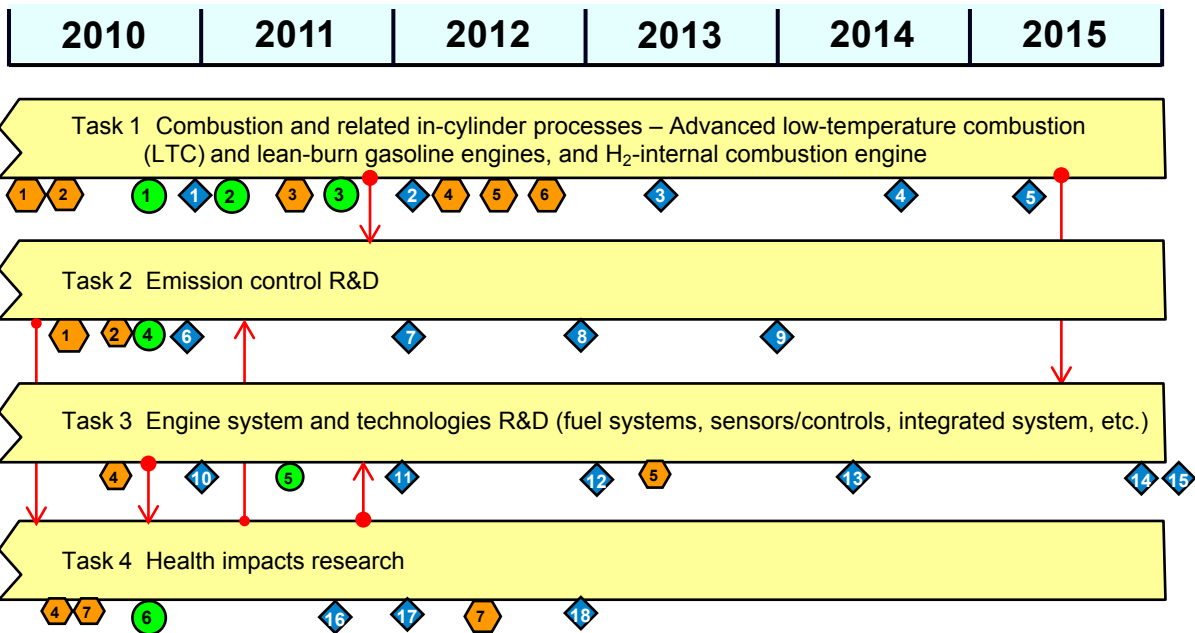 2010 2011 2012 2013 2014 2015
Task 1 Combustion and related in-cylinder processes – Advanced low-temperature combustion
(LTC) and lean-burn gasoline engines, and H₂-internal combustion engine
1 2 1 1 2 3 3 2 4 5 6 3 4 5
Task 2 Emission control R&D
1 2 4 6 7 8 9
Task 3 Engine system and technologies R&D (fuel systems, sensors/controls, integrated system, etc.)
4 10 5 11 12 5 13 14 15
Task 4 Health impacts research
4 7 6 16 17 7 18